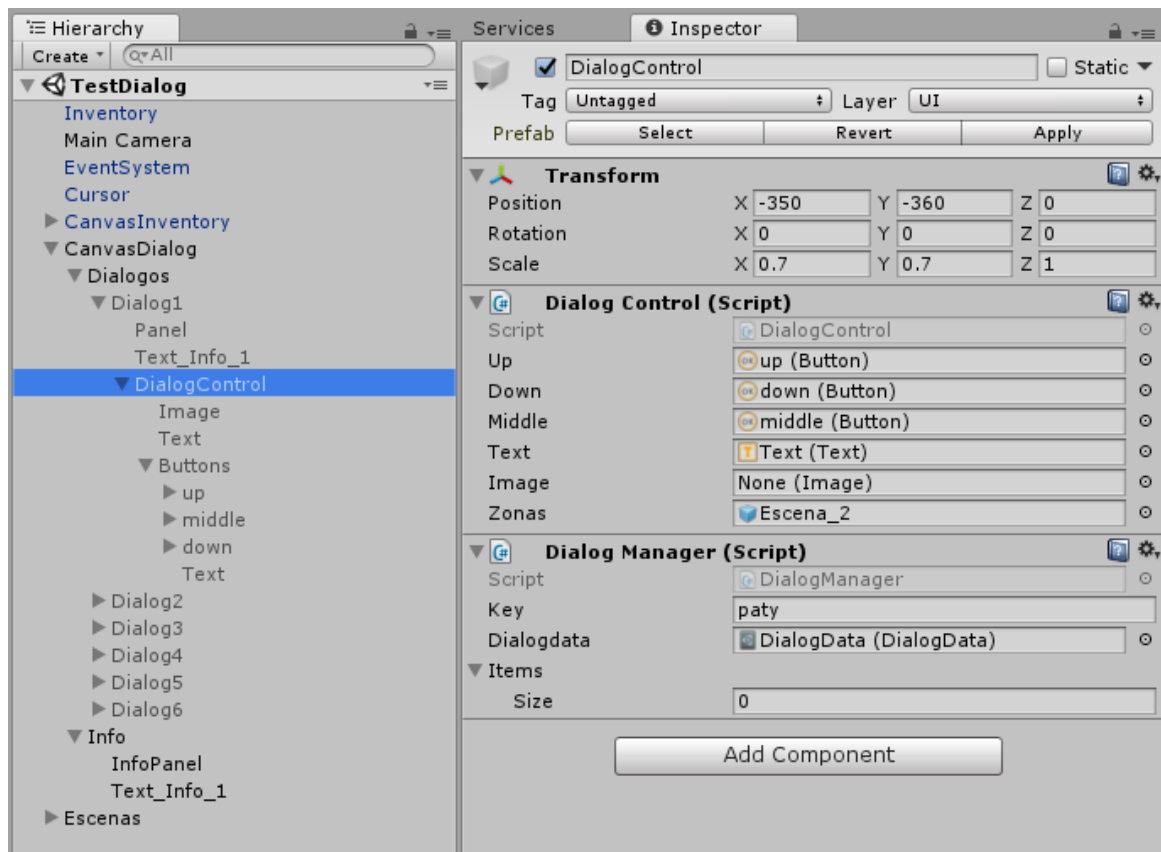 Hierarchy
Create
All
TestDialog
Inventory
Main Camera
EventSystem
Cursor
CanvasInventory
CanvasDialog
Dialogos
Dialog1
Panel
Text_Info_1
DialogControl
Image
Text
Buttons
up
middle
down
Text
Dialog2
Dialog3
Dialog4
Dialog5
Dialog6
Info
InfoPanel
Text_Info_1
Escenas
Services Inspector
DialogControl Static
Tag Untagged Layer UI
Prefab Select Revert Apply
Transform
Position X -350 Y -360 Z 0
Rotation X 0 Y 0 Z 0
Scale X 0.7 Y 0.7 Z 1
C# Dialog Control (Script)
Script DialogControl
Up OK up (Button)
Down OK down (Button)
Middle OK middle (Button)
Text T Text (Text)
Image None (Image)
Zonas Escena_2
C# Dialog Manager (Script)
Script DialogManager
Key paty
Dialogdata DialogData (DialogData)
Items
Size 0
Add Component